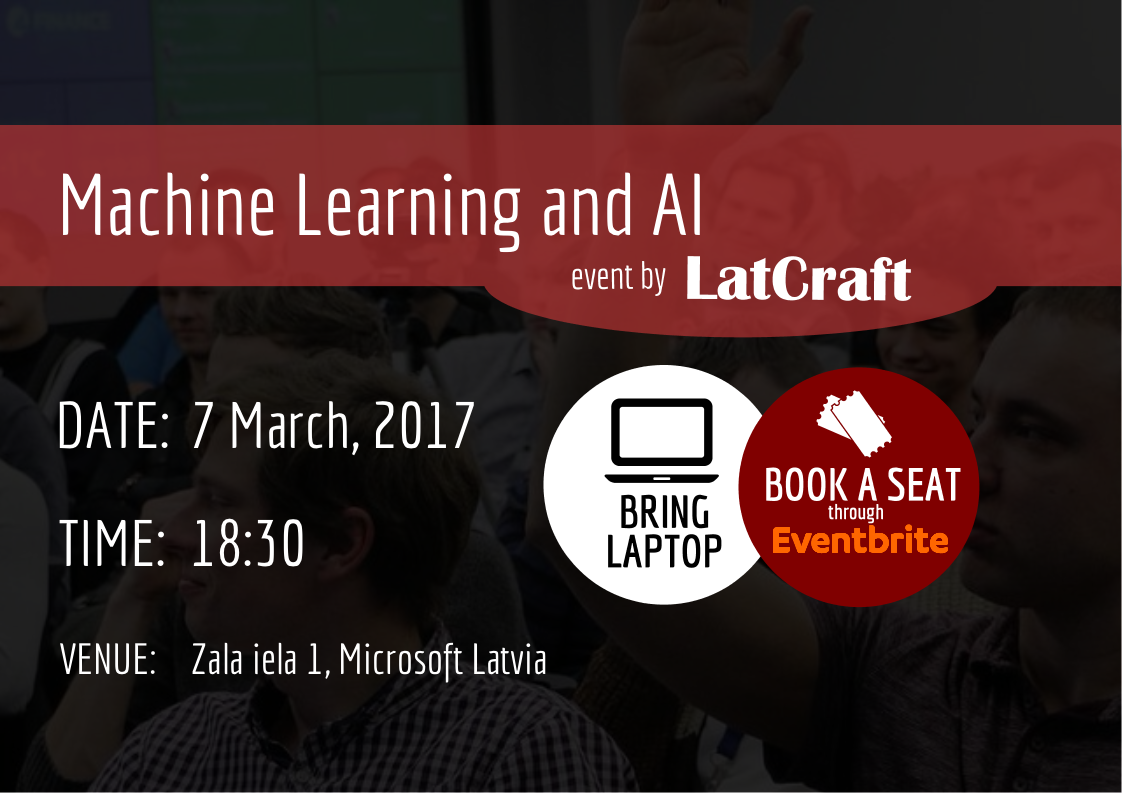 FINANCE
Machine Learning and AI
event by LatCraft
DATE: 7 March, 2017
TIME: 18:30
VENUE: Zala iela 1, Microsoft Latvia
BRING
LAPTOP
BOOK A SEAT
through
Eventbrite